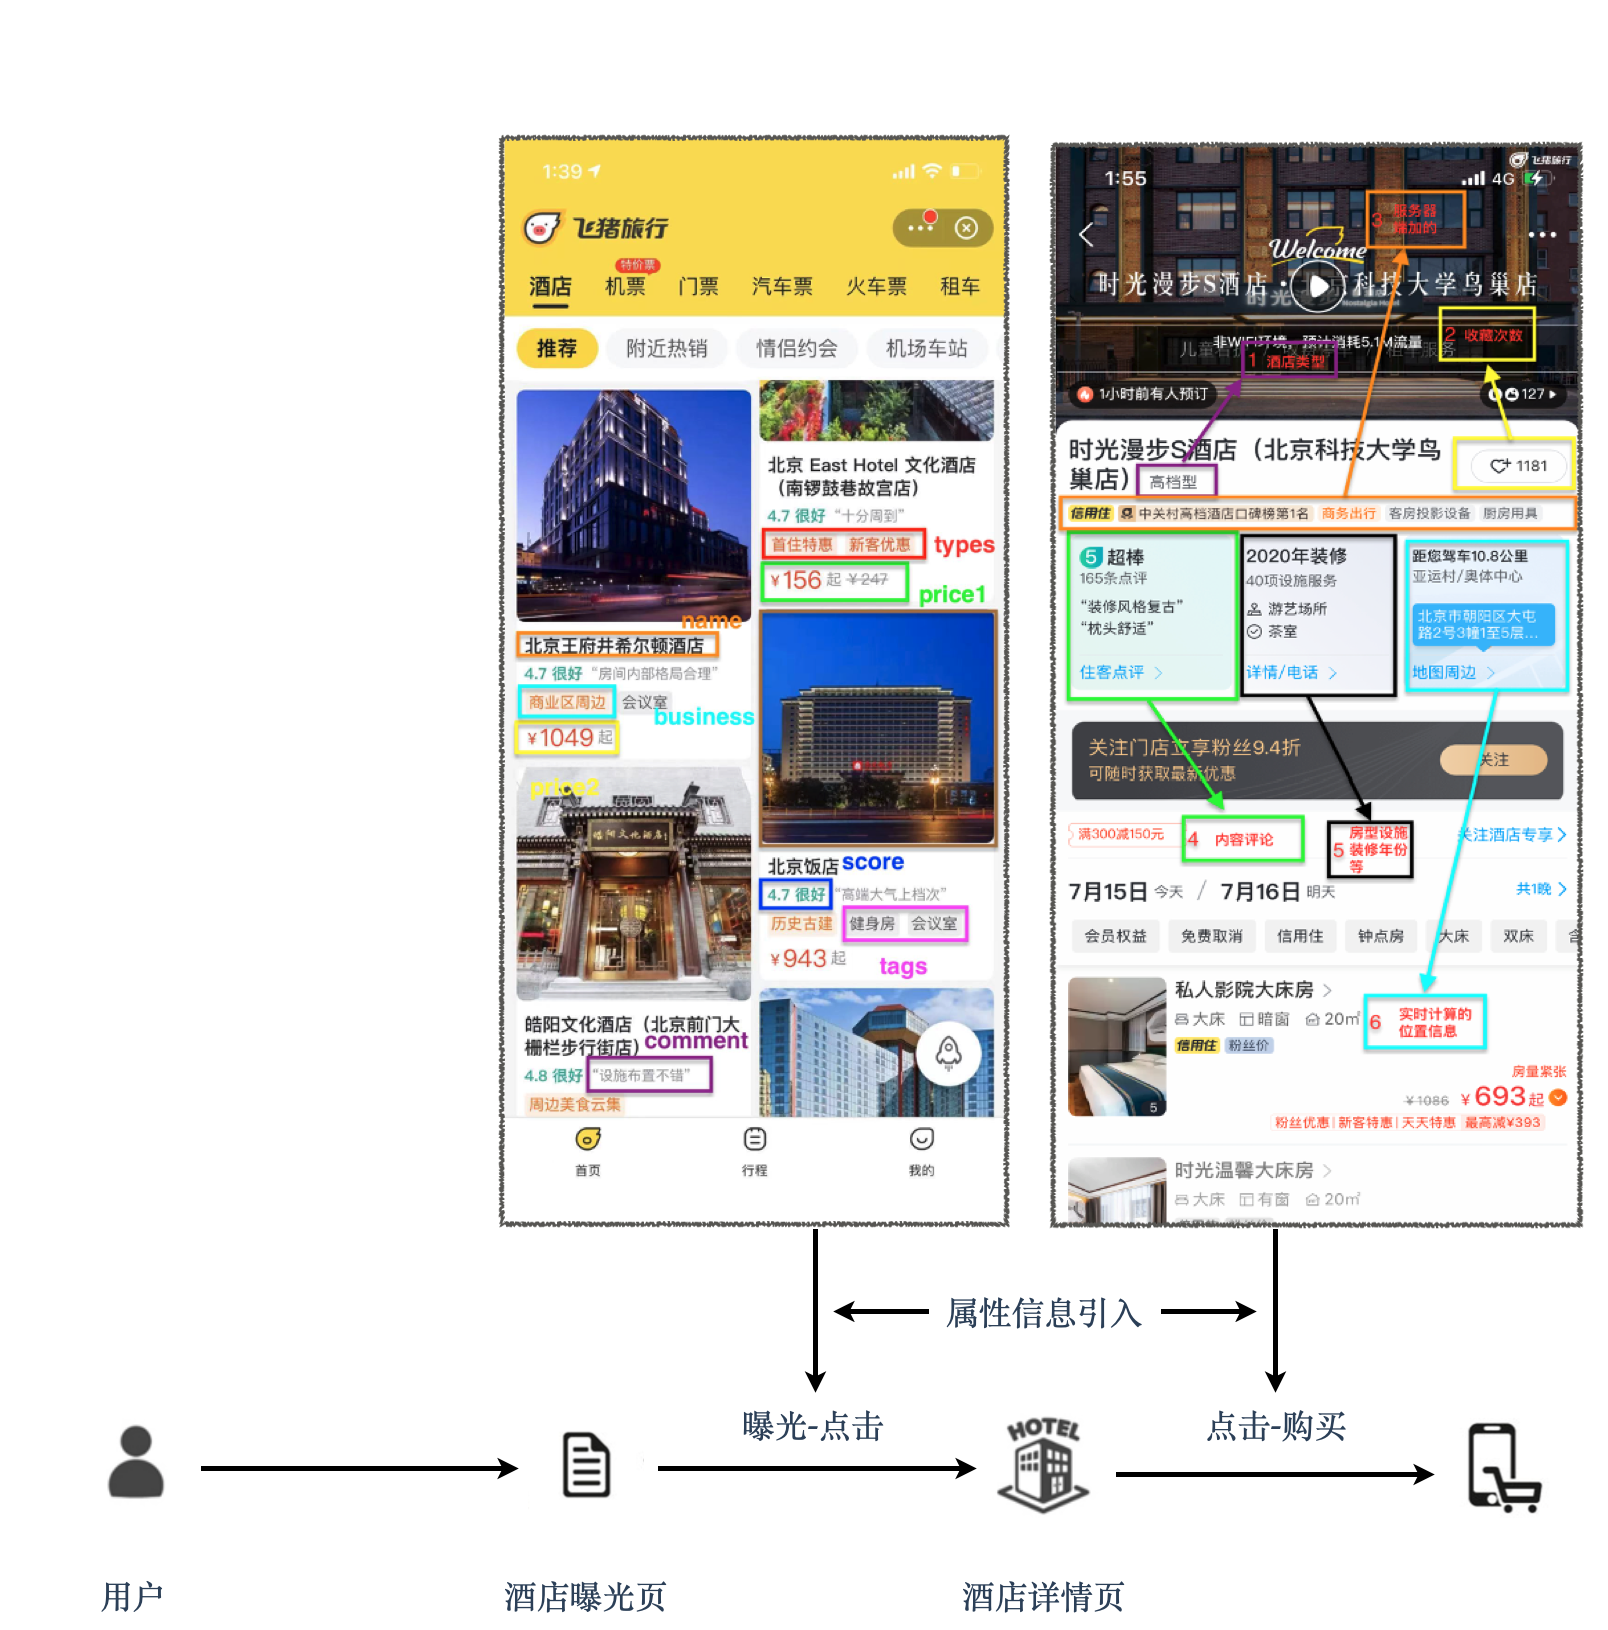 1:39
飞猪旅行
特价票
酒店 机票 门票 汽车票 火车票 租车
推荐 附近热销 情侣约会 机场车站
name
北京王府井希尔顿酒店
4.7 很好 “房间内部格局合理”
商业区周边 会议室
business
¥1049起
price2
皓阳文化酒店
皓阳文化酒店（北京前门大
栅栏步行街店）
comment
4.8 很好 “设施布置不错”
周边美食云集
北京 East Hotel 文化酒店
（南锣鼓巷故宫店）
4.7 很好 “十分周到”
首住特惠 新客优惠
types
¥156起 ¥247
price1
北京饭店
score
4.7 很好 “高端大气上档次”
历史古建 健身房 会议室
¥943起
tags
首页 行程 我的
飞猪旅行
1:55
4G
3 服务器
端加的
Welcome
时光漫步S酒店·北京科技大学鸟巢店
2 收藏次数
非WiFi环境，预计消耗5.1M流量
1 酒店类型
1小时前有人预订
127
时光漫步S酒店（北京科技大学鸟
巢店） 高档型
1181
信用住 中关村高档酒店口碑榜第1名 商务出行 客房投影设备 厨房用具
5 超棒
165条点评
“装修风格复古”
“枕头舒适”
住客点评
2020年装修
40项设施服务
游艺场所
茶室
详情/电话
距您驾车10.8公里
亚运村/奥体中心
北京市朝阳区大屯
路2号3幢1至5层...
地图周边
关注门店立享粉丝9.4折
可随时获取最新优惠
关注
满300减150元
4 内容评论
5 房型设施
装修年份
等
关注酒店专享
7月15日 今天 / 7月16日 明天
共1晚
会员权益 免费取消 信用住 钟点房 大床 双床 含
私人影院大床房
大床 暗窗 20㎡
信用住 粉丝价
6 实时计算的
位置信息
5
房量紧张
¥1086 ¥693起
粉丝优惠 | 新客特惠 | 天天特惠 最高减¥393
时光温馨大床房
大床 有窗 20㎡
属性信息引入
曝光-点击
点击-购买
HOTEL
用户
酒店曝光页
酒店详情页